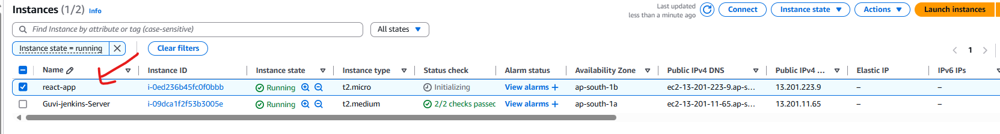 Instances (1/2) Info
Last updated
less than a minute ago
Connect
Instance state
Actions
Launch instances
Find Instance by attribute or tag (case-sensitive)
All states
Instance state = running
Clear filters
1
Name Instance ID Instance state Instance type Status check Alarm status Availability Zone Public IPv4 DNS Public IPv4 ... Elastic IP IPv6 IPs
react-app i-0ed236b45fc0f0bbb Running t2.micro Initializing View alarms + ap-south-1b ec2-13-201-223-9.ap-s... 13.201.223.9 – –
Guvi-jenkins-Server i-09dca1f2f53b3005e Running t2.medium 2/2 checks passed View alarms + ap-south-1a ec2-13-201-11-65.ap-s... 13.201.11.65 – –